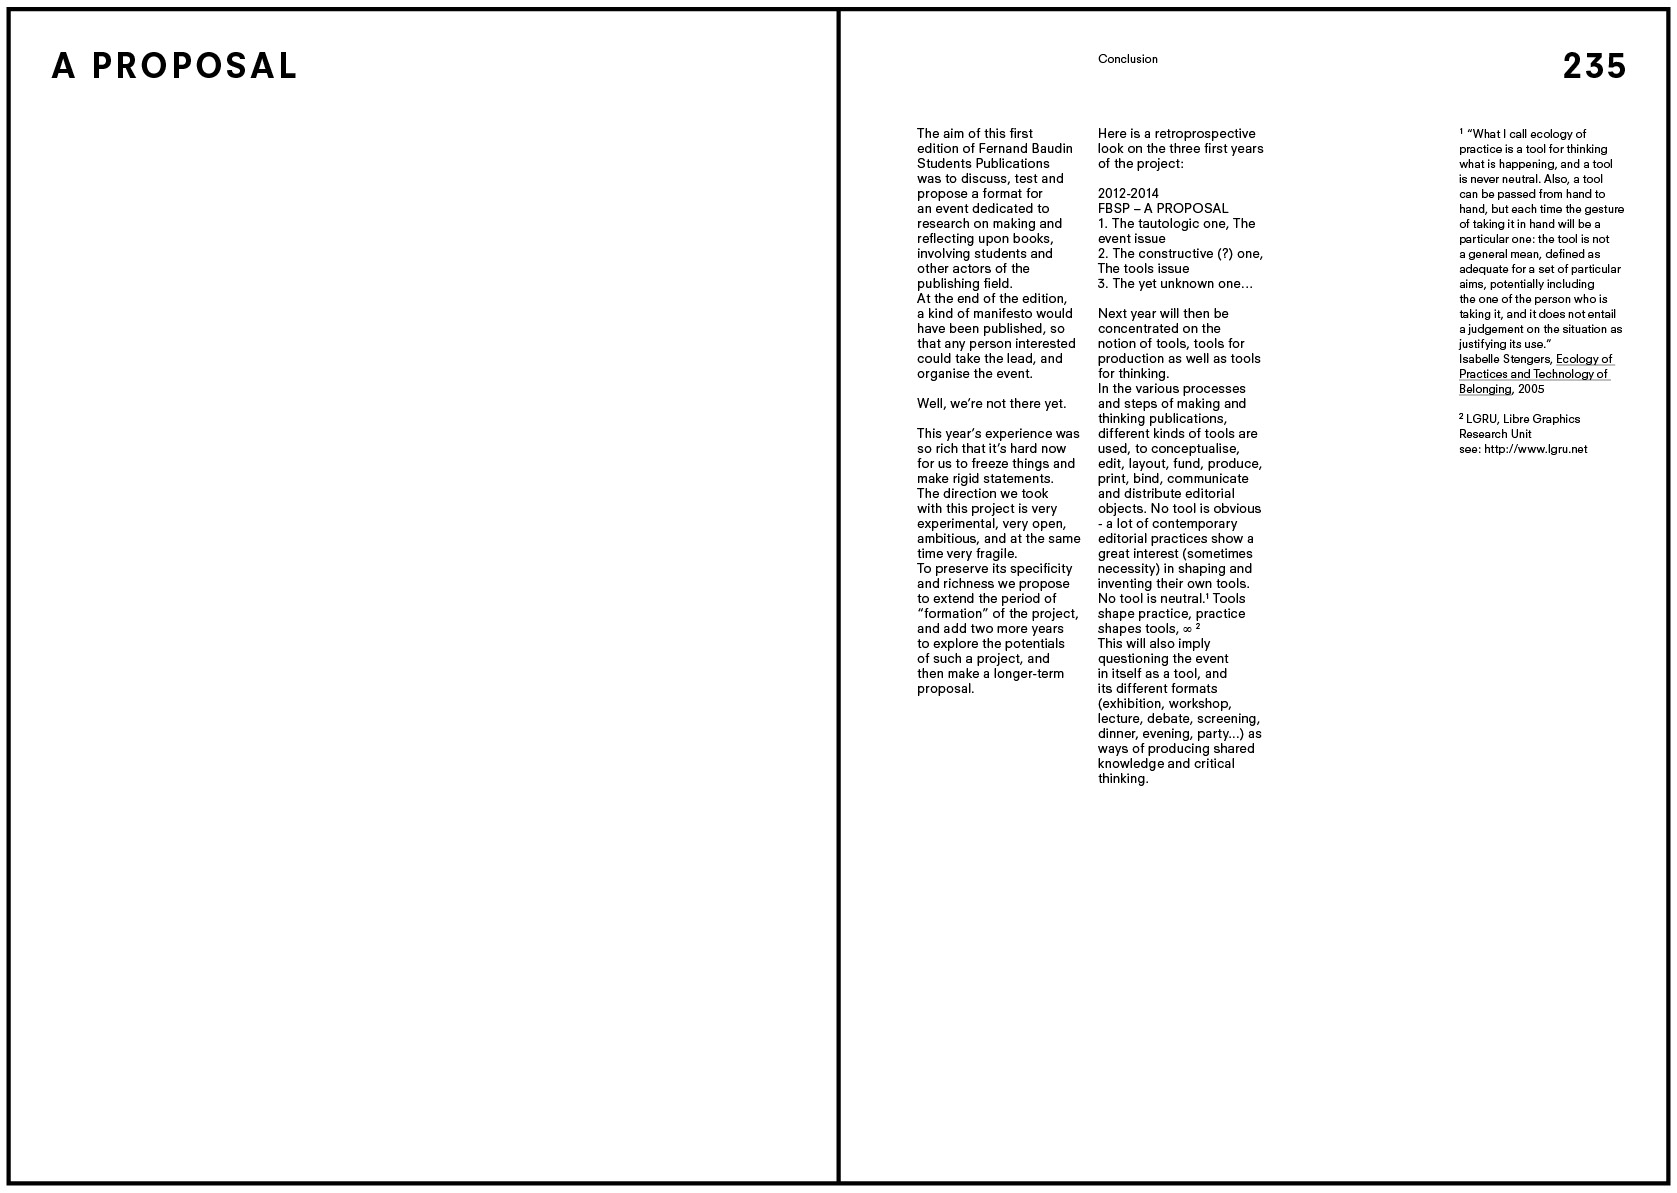 A PROPOSAL
Conclusion
235
The aim of this first
edition of Fernand Baudin
Students Publications
was to discuss, test and
propose a format for
an event dedicated to
research on making and
reflecting upon books,
involving students and
other actors of the
publishing field.
At the end of the edition,
a kind of manifesto would
have been published, so
that any person interested
could take the lead, and
organise the event.
Well, we’re not there yet.
This year’s experience was
so rich that it’s hard now
for us to freeze things and
make rigid statements.
The direction we took
with this project is very
experimental, very open,
ambitious, and at the same
time very fragile.
To preserve its specificity
and richness we propose
to extend the period of
“formation” of the project,
and add two more years
to explore the potentials
of such a project, and
then make a longer-term
proposal.
Here is a retroprospective
look on the three first years
of the project:
2012-2014
FBSP – A PROPOSAL
1. The tautologic one, The
event issue
2. The constructive (?) one,
The tools issue
3. The yet unknown one…
Next year will then be
concentrated on the
notion of tools, tools for
production as well as tools
for thinking.
In the various processes
and steps of making and
thinking publications,
different kinds of tools are
used, to conceptualise,
edit, layout, fund, produce,
print, bind, communicate
and distribute editorial
objects. No tool is obvious
- a lot of contemporary
editorial practices show a
great interest (sometimes
necessity) in shaping and
inventing their own tools.
No tool is neutral.¹ Tools
shape practice, practice
shapes tools, ∞ ²
This will also imply
questioning the event
in itself as a tool, and
its different formats
(exhibition, workshop,
lecture, debate, screening,
dinner, evening, party...) as
ways of producing shared
knowledge and critical
thinking.
¹ “What I call ecology of
practice is a tool for thinking
what is happening, and a tool
is never neutral. Also, a tool
can be passed from hand to
hand, but each time the gesture
of taking it in hand will be a
particular one: the tool is not
a general mean, defined as
adequate for a set of particular
aims, potentially including
the one of the person who is
taking it, and it does not entail
a judgement on the situation as
justifying its use.”
Isabelle Stengers, Ecology of
Practices and Technology of
Belonging, 2005
² LGRU, Libre Graphics
Research Unit
see: http://www.lgru.net